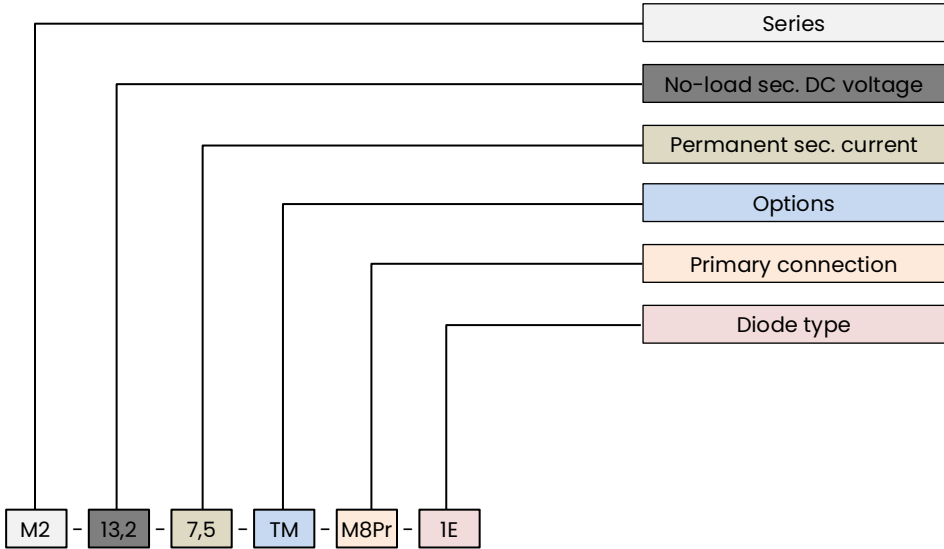 Series
No-load sec. DC voltage
Permanent sec. current
Options
Primary connection
Diode type
M2 - 13,2 - 7,5 - TM - M8Pr - 1E